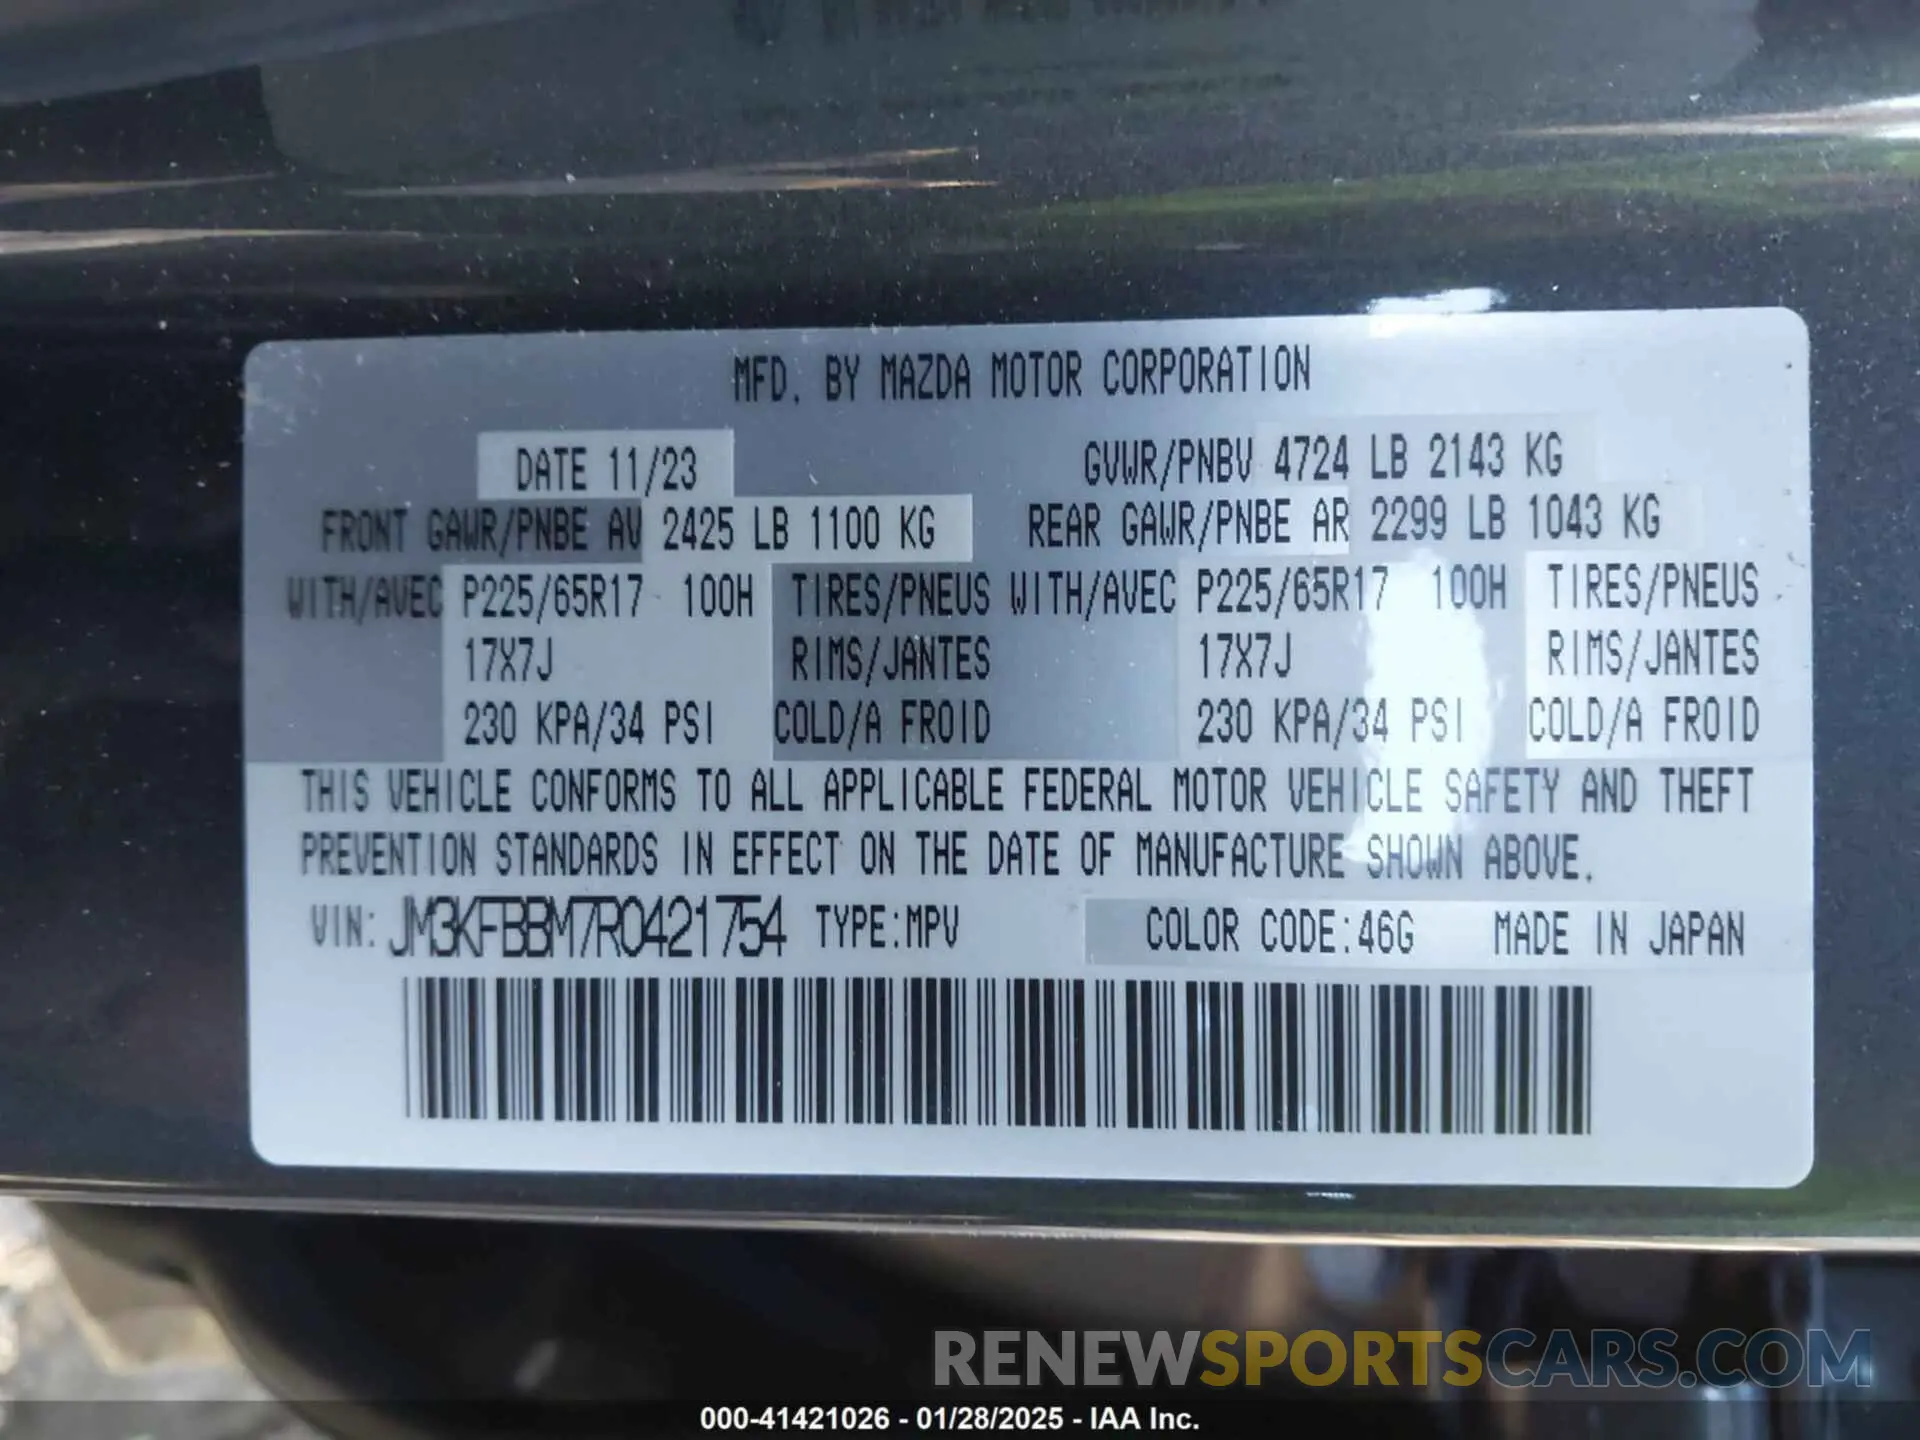 MFD. BY MAZDA MOTOR CORPORATION
DATE 11/23 GVWR/PNBV 4724 LB 2143 KG
FRONT GAWR/PNBE AV 2425 LB 1100 KG REAR GAWR/PNBE AR 2299 LB 1043 KG
WITH/AVEC P225/65R17 100H TIRES/PNEUS WITH/AVEC P225/65R17 100H TIRES/PNEUS
17X7J RIMS/JANTES 17X7J RIMS/JANTES
230 KPA/34 PSI COLD/A FROID 230 KPA/34 PSI COLD/A FROID
THIS VEHICLE CONFORMS TO ALL APPLICABLE FEDERAL MOTOR VEHICLE SAFETY AND THEFT
PREVENTION STANDARDS IN EFFECT ON THE DATE OF MANUFACTURE SHOWN ABOVE.
VIN: JM3KFBBM7R0421754 TYPE:MPV COLOR CODE:46G MADE IN JAPAN
RENEWSPORTSCARS.COM
000-41421026 - 01/28/2025 - IAA Inc.